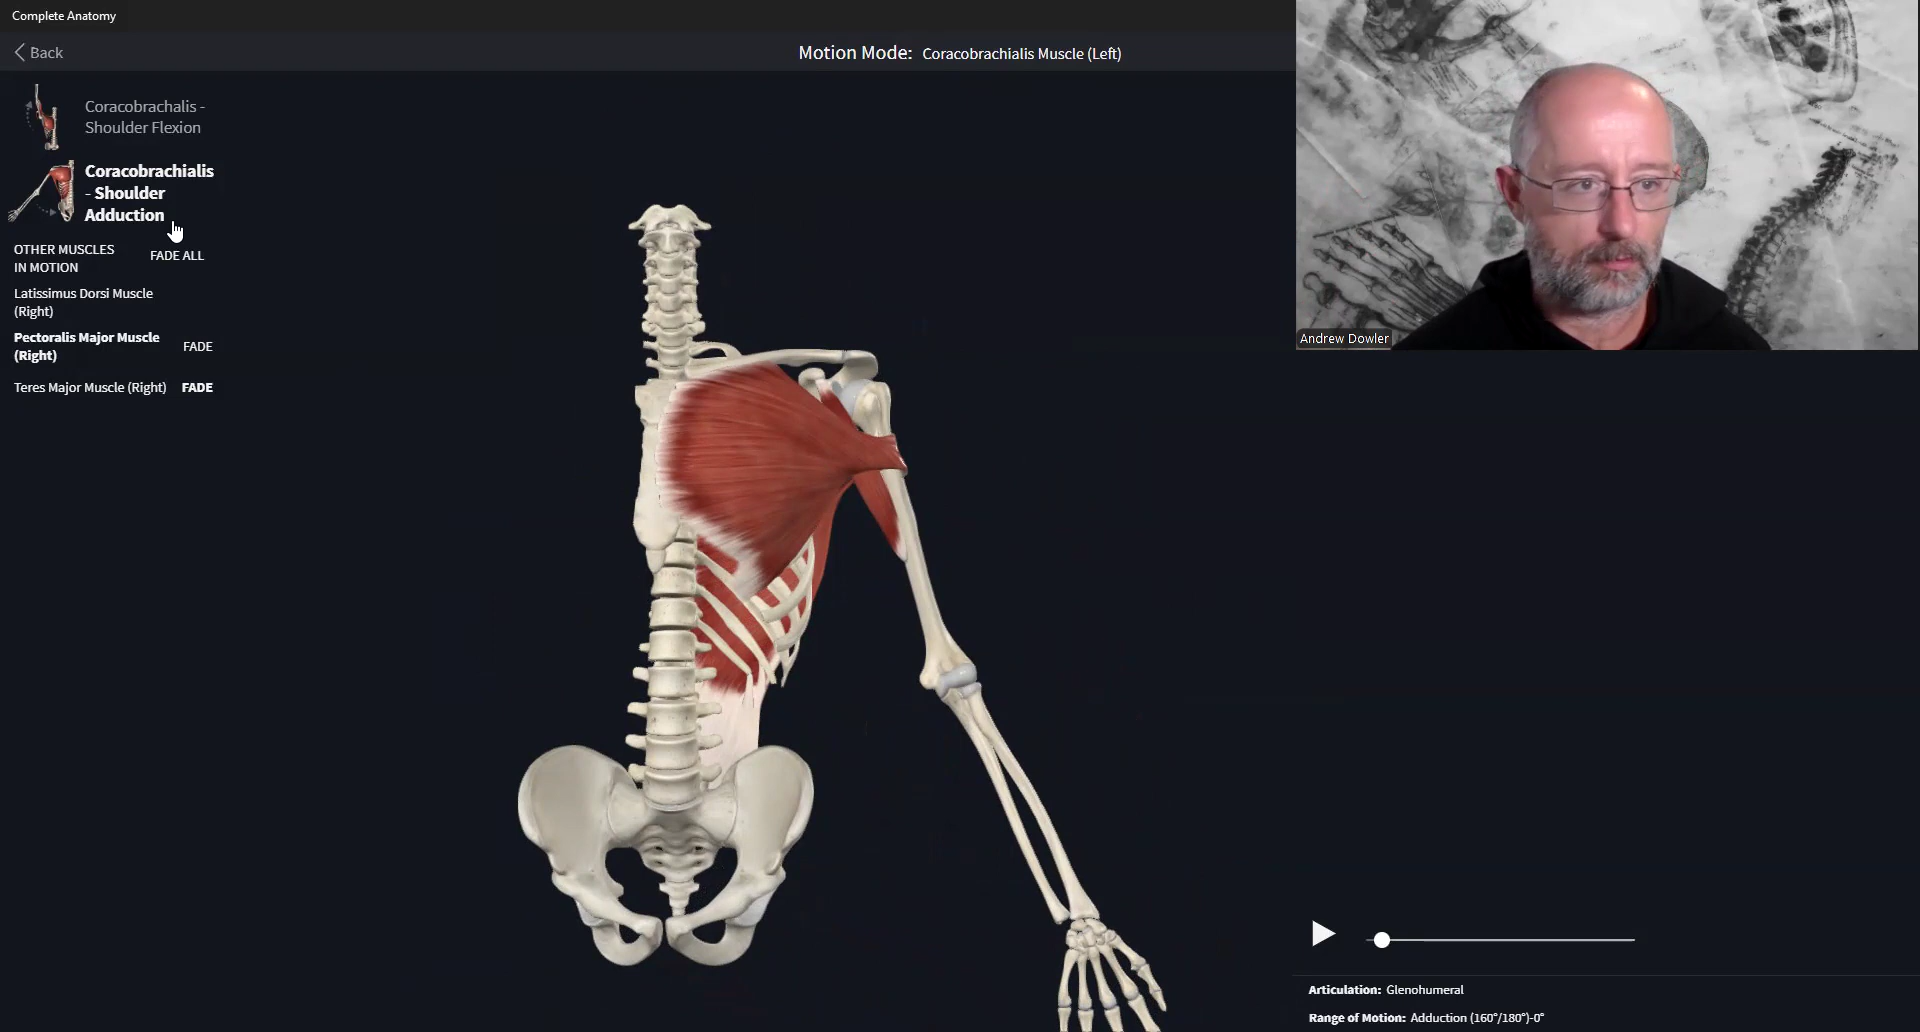 Complete Anatomy
Back
Motion Mode: Coracobrachialis Muscle (Left)
Coracobrachalis -
Shoulder Flexion
Coracobrachialis
- Shoulder
Adduction
OTHER MUSCLES
IN MOTION
FADE ALL
Latissimus Dorsi Muscle
(Right)
Pectoralis Major Muscle
(Right)
FADE
Teres Major Muscle (Right) FADE
Andrew Dowler
Articulation: Glenohumeral
Range of Motion: Adduction (160°/180°)-0°